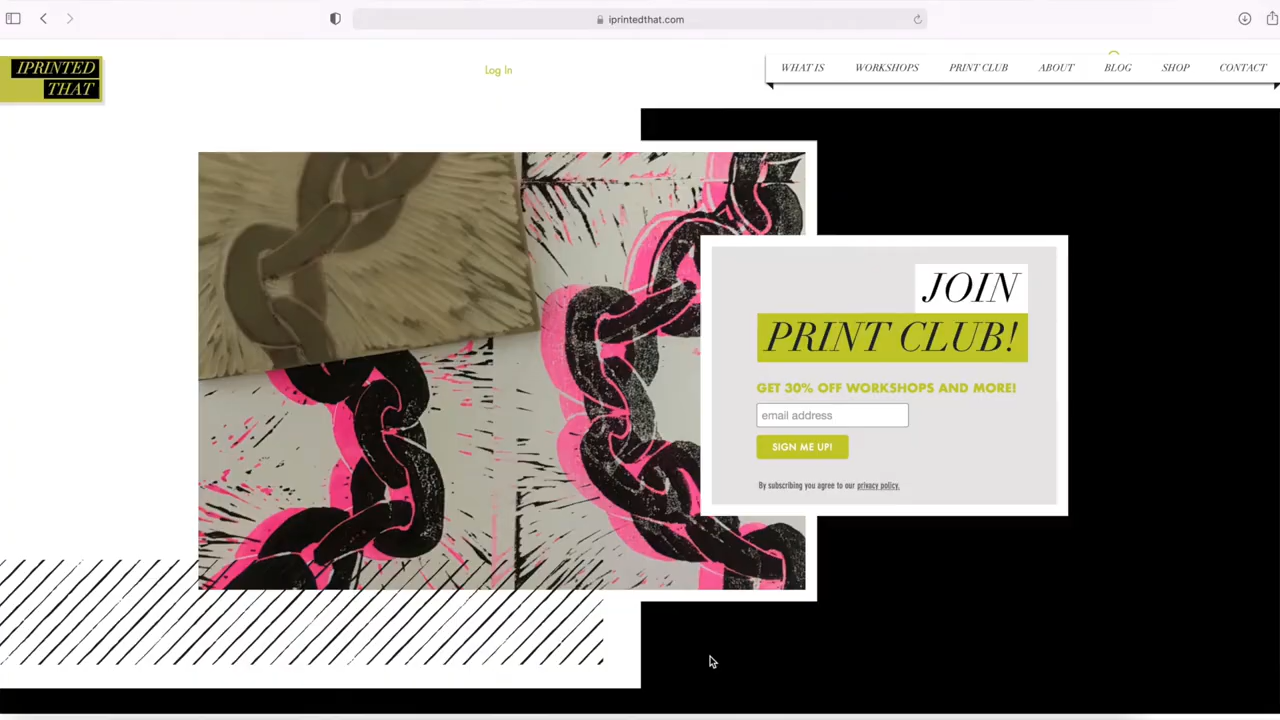 iprintedthat.com
IPRINTED
THAT
Log In
WHAT IS WORKSHOPS PRINT CLUB ABOUT BLOG SHOP CONTACT
JOIN
PRINT CLUB!
GET 30% OFF WORKSHOPS AND MORE!
email address
SIGN ME UP!
By subscribing you agree to our privacy policy.